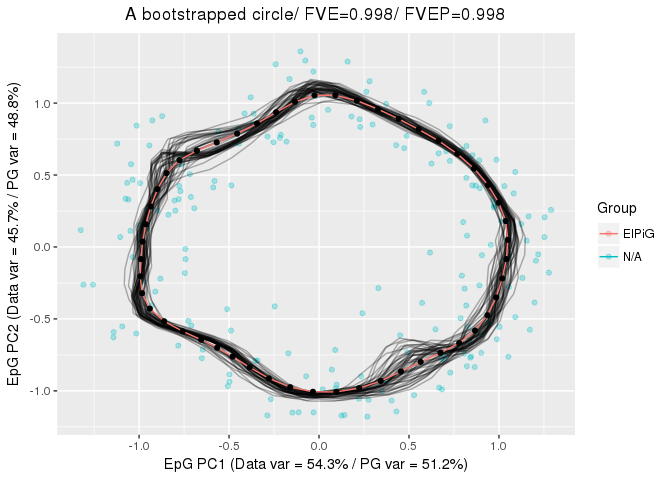 A bootstrapped circle/ FVE=0.998/ FVEP=0.998
EpG PC2 (Data var = 45.7% / PG var = 48.8%)
1.0
0.5
0.0
-0.5
-1.0
-1.0 -0.5 0.0 0.5 1.0
EpG PC1 (Data var = 54.3% / PG var = 51.2%)
Group
ElPiG
N/A